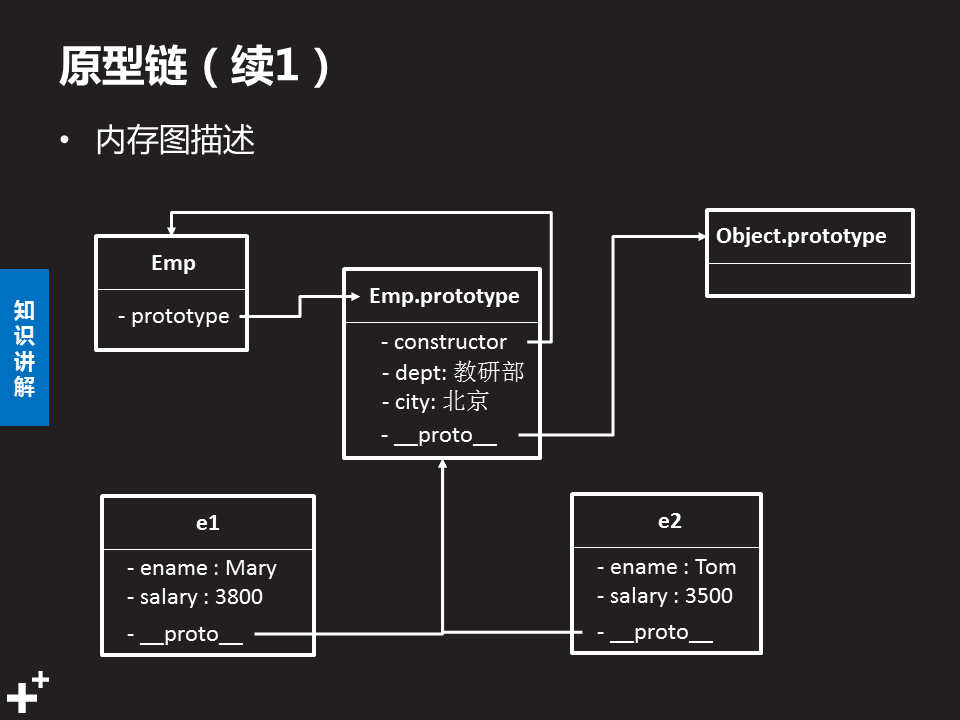 原型链（续1）
• 内存图描述
知识讲解
Emp
- prototype
Emp.prototype
- constructor
- dept: 教研部
- city: 北京
- __proto__
Object.prototype
e1
- ename : Mary
- salary : 3800
- __proto__
e2
- ename : Tom
- salary : 3500
- __proto__